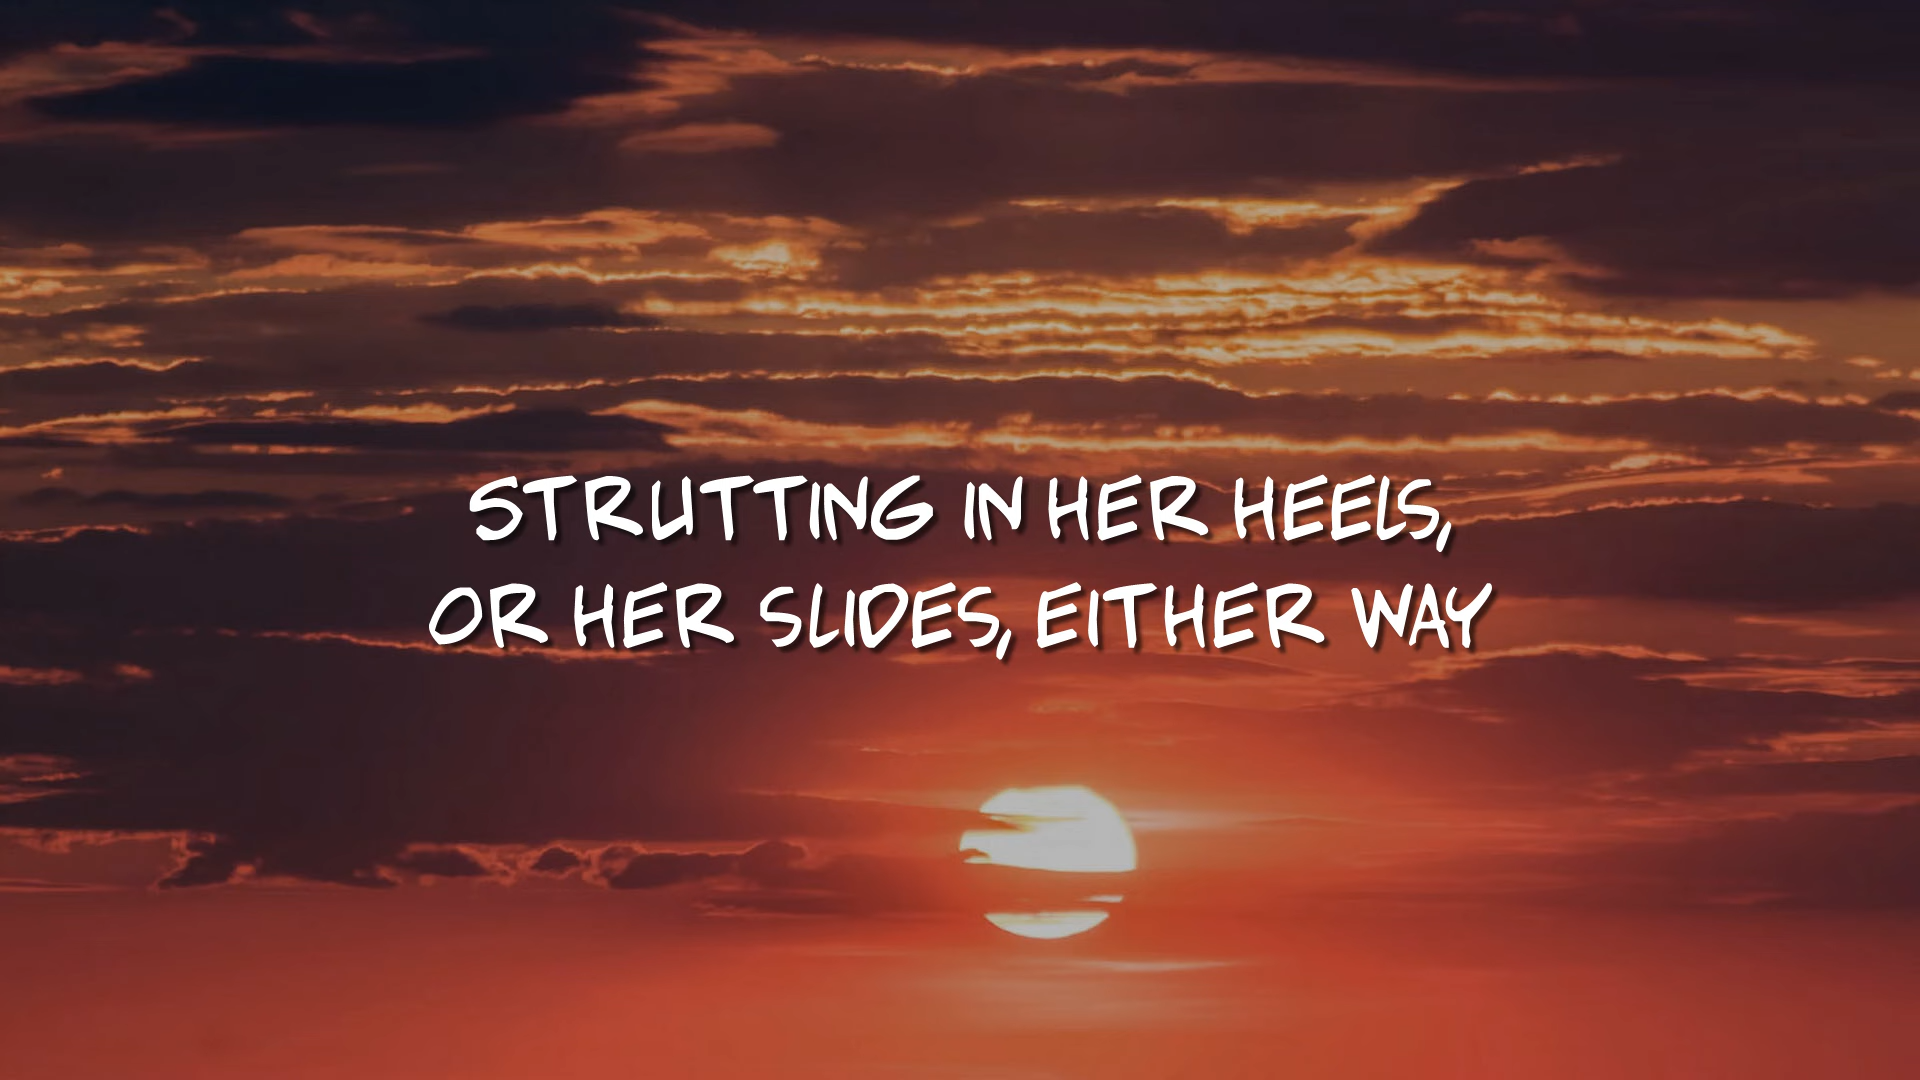 STRUTTING IN HER HEELS,
OR HER SLIDES, EITHER WAY